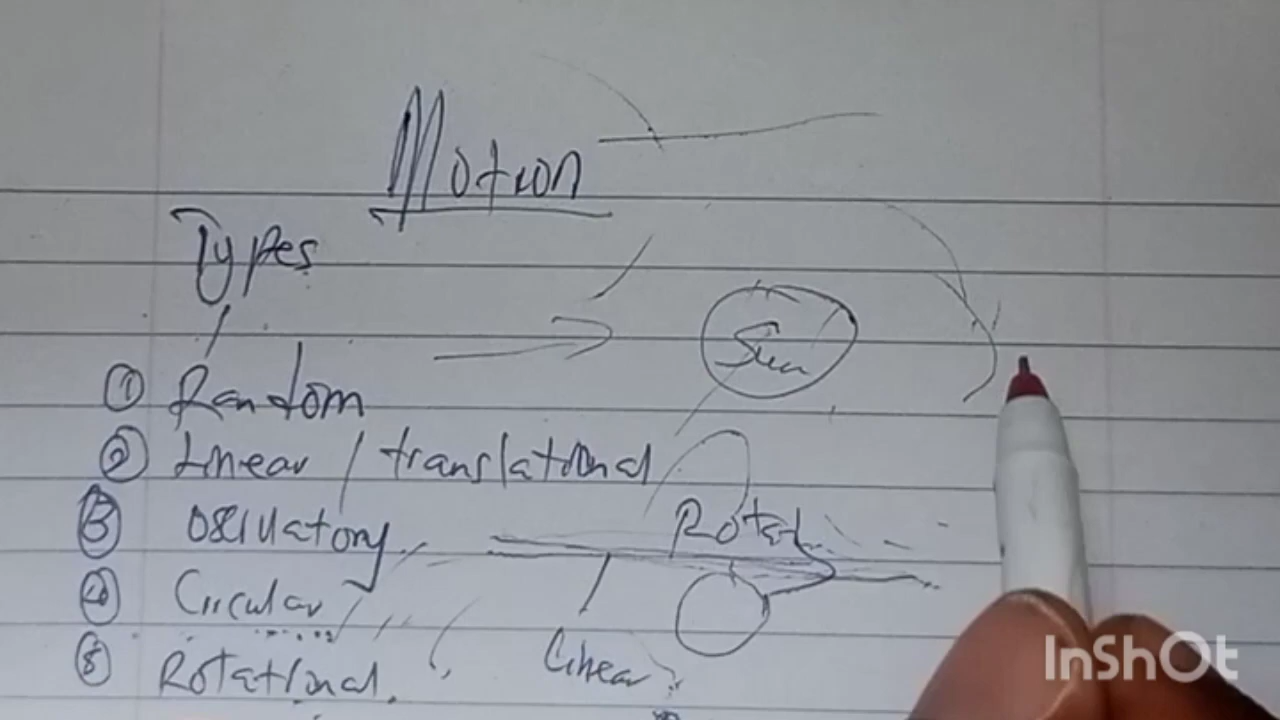 Motion
Types
① Random
Sun
② Linear / translational
③ Oscillatory
Rotat
④ Circular
Linear
⑤ Rotational
InShOt